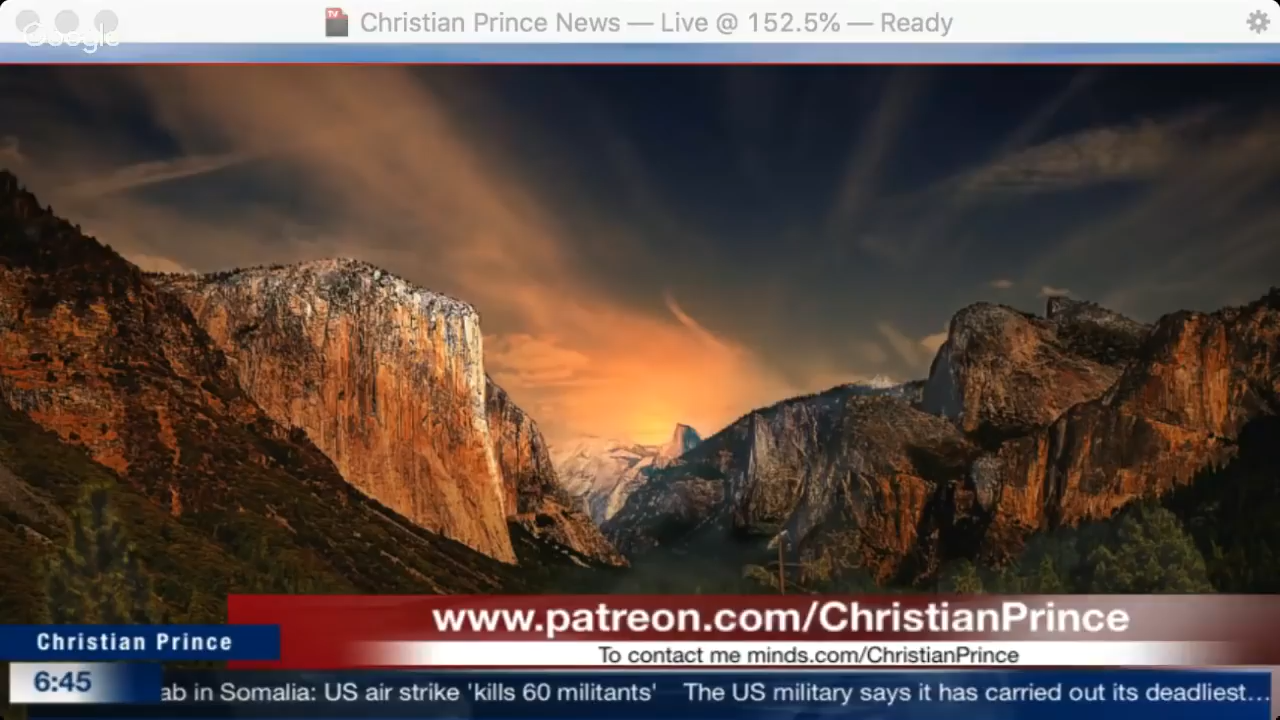 Christian Prince News — Live @ 152.5% — Ready
Google
www.patreon.com/ChristianPrince
Christian Prince
To contact me minds.com/ChristianPrince
6:45
ab in Somalia: US air strike 'kills 60 militants' The US military says it has carried out its deadliest...